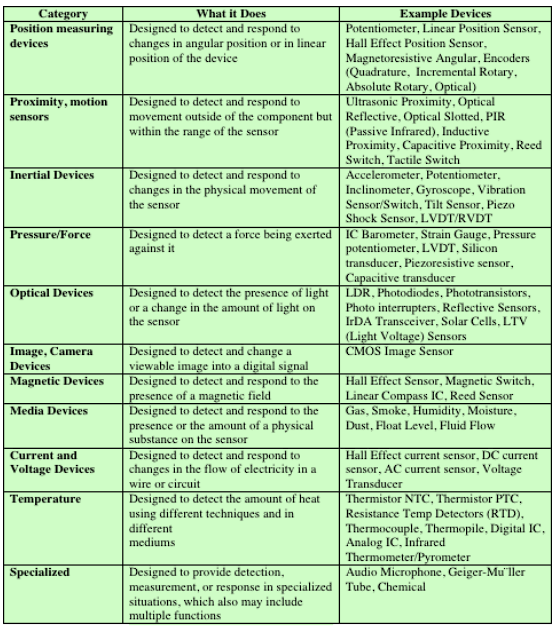 Category What it Does Example Devices
Position measuring devices
Designed to detect and respond to
changes in angular position or in linear
position of the device
Potentiometer, Linear Position Sensor,
Hall Effect Position Sensor,
Magnetoresistive Angular, Encoders
(Quadrature, Incremental Rotary,
Absolute Rotary, Optical)
Proximity, motion
sensors
Designed to detect and respond to
movement outside of the component but
within the range of the sensor
Ultrasonic Proximity, Optical
Reflective, Optical Slotted, PIR
(Passive Infrared), Inductive
Proximity, Capacitive Proximity, Reed
Switch, Tactile Switch
Inertial Devices
Designed to detect and respond to
changes in the physical movement of
the sensor
Accelerometer, Potentiometer,
Inclinometer, Gyroscope, Vibration
Sensor/Switch, Tilt Sensor, Piezo
Shock Sensor, LVDT/RVDT
Pressure/Force
Designed to detect a force being exerted
against it
IC Barometer, Strain Gauge, Pressure
potentiometer, LVDT, Silicon
transducer, Piezoresistive sensor,
Capacitive transducer
Optical Devices
Designed to detect the presence of light
or a change in the amount of light on
the sensor
LDR, Photodiodes, Phototransistors,
Photo interrupters, Reflective Sensors,
IrDA Transceiver, Solar Cells, LTV
(Light Voltage) Sensors
Image, Camera
Devices
Designed to detect and change a
viewable image into a digital signal
CMOS Image Sensor
Magnetic Devices
Designed to detect and respond to the
presence of a magnetic field
Hall Effect Sensor, Magnetic Switch,
Linear Compass IC, Reed Sensor
Media Devices
Designed to detect and respond to the
presence or the amount of a physical
substance on the sensor
Gas, Smoke, Humidity, Moisture,
Dust, Float Level, Fluid Flow
Current and
Voltage Devices
Designed to detect and respond to
changes in the flow of electricity in a
wire or circuit
Hall Effect current sensor, DC current
sensor, AC current sensor, Voltage
Transducer
Temperature
Designed to detect the amount of heat
using different techniques and in
different
mediums
Thermistor NTC, Thermistor PTC,
Resistance Temp Detectors (RTD),
Thermocouple, Thermopile, Digital IC,
Analog IC, Infrared
Thermometer/Pyrometer
Specialized
Designed to provide detection,
measurement, or response in specialized
situations, which also may include
multiple functions
Audio Microphone, Geiger-Mu¨ller
Tube, Chemical